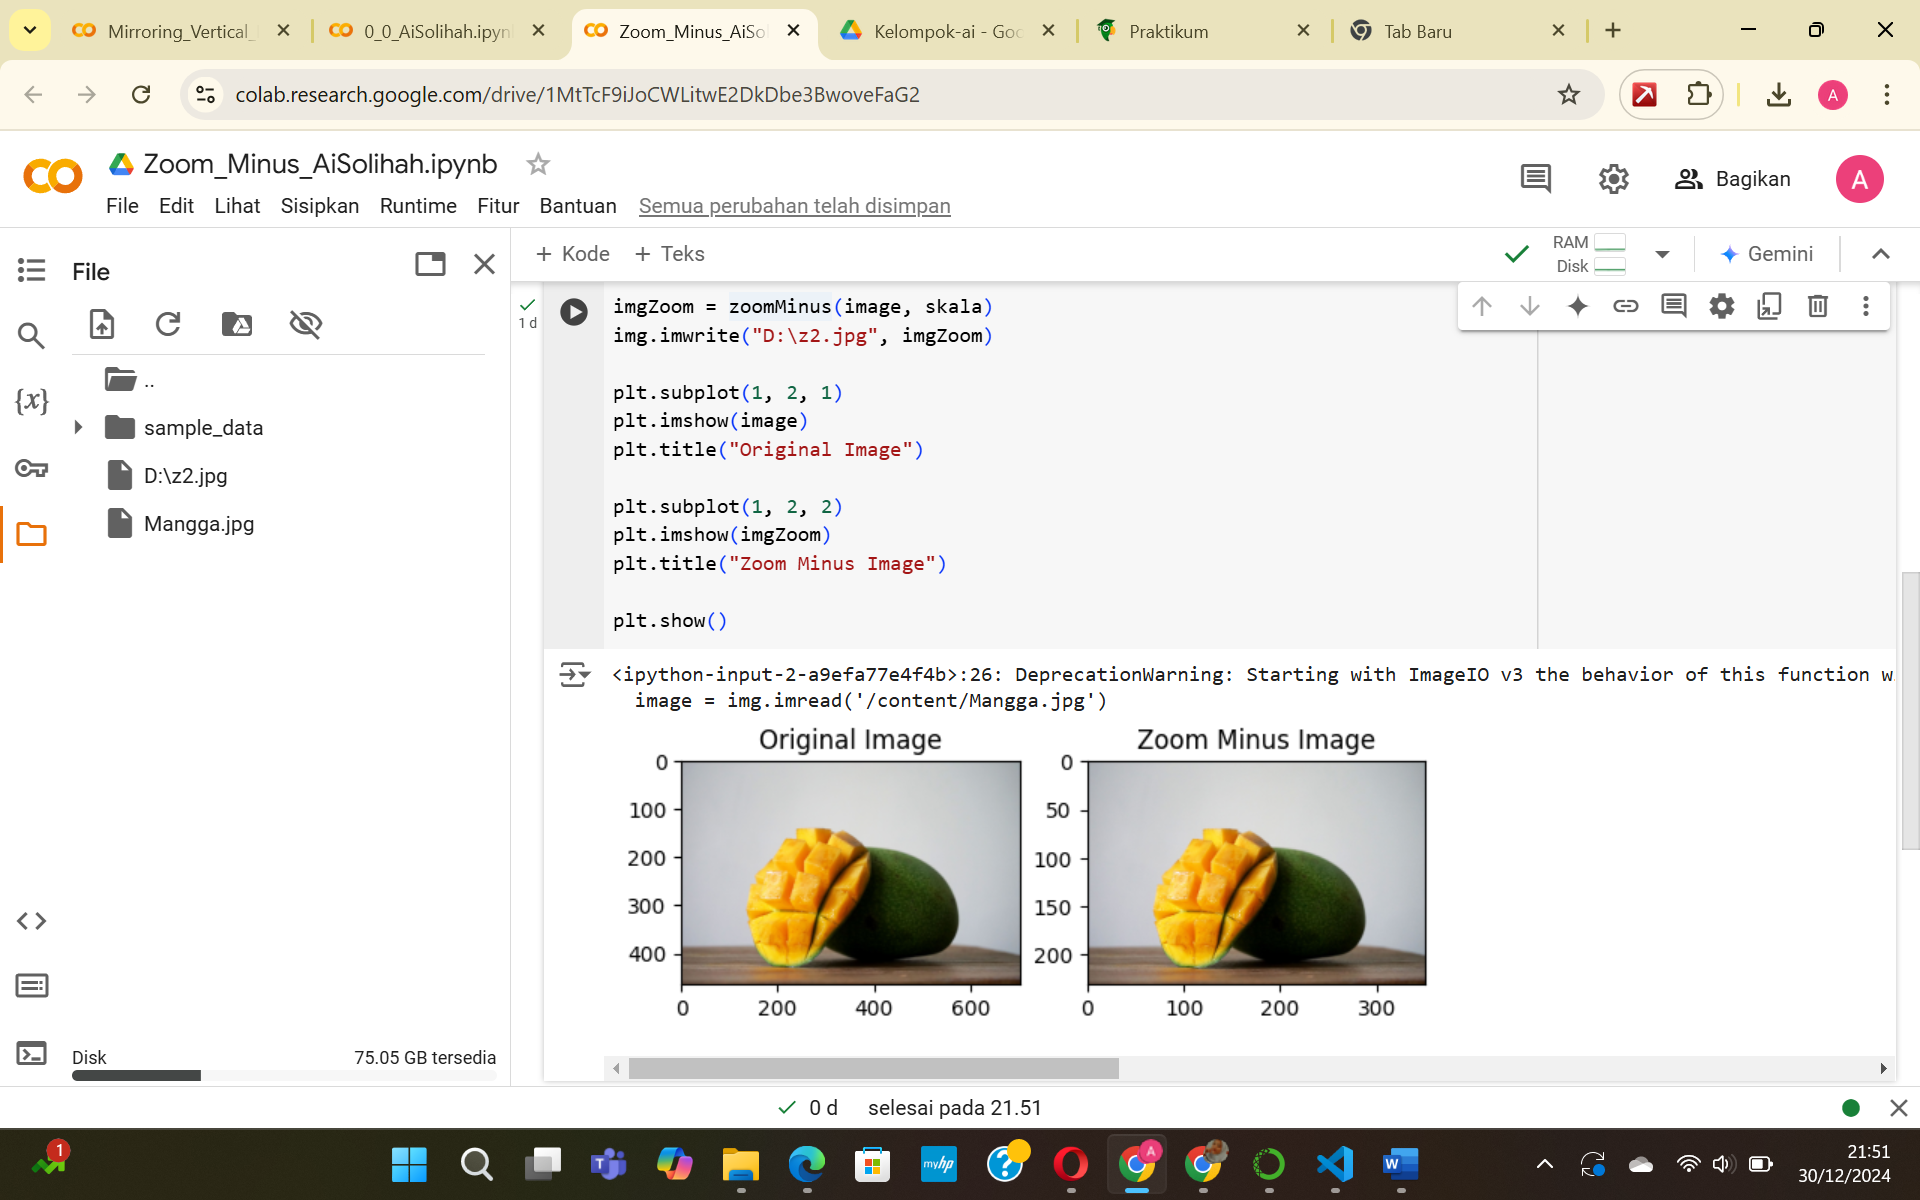 Mirroring_Vertical_
0_0_AiSolihah.ipyn
Zoom_Minus_AiSo
Kelompok-ai - Goo
Praktikum
Tab Baru
colab.research.google.com/drive/1MtTcF9iJoCWLitwE2DkDbe3BwoveFaG2
A
CO
Zoom_Minus_AiSolihah.ipynb
Bagikan
A
File Edit Lihat Sisipkan Runtime Fitur Bantuan Semua perubahan telah disimpan
File
+ Kode + Teks
RAM
Disk
Gemini
..
sample_data
D:\z2.jpg
Mangga.jpg
{x}
Disk 75.05 GB tersedia
1 d
imgZoom = zoomMinus(image, skala)
img.imwrite("D:\z2.jpg", imgZoom)
plt.subplot(1, 2, 1)
plt.imshow(image)
plt.title("Original Image")
plt.subplot(1, 2, 2)
plt.imshow(imgZoom)
plt.title("Zoom Minus Image")
plt.show()
<ipython-input-2-a9efa77e4f4b>:26: DeprecationWarning: Starting with ImageIO v3 the behavior of this function w
image = img.imread('/content/Mangga.jpg')
Original Image
0
100
200
300
400
0 200 400 600
Zoom Minus Image
0
50
100
150
200
0 100 200 300
0 d selesai pada 21.51
1
myhp
A
21:51
30/12/2024